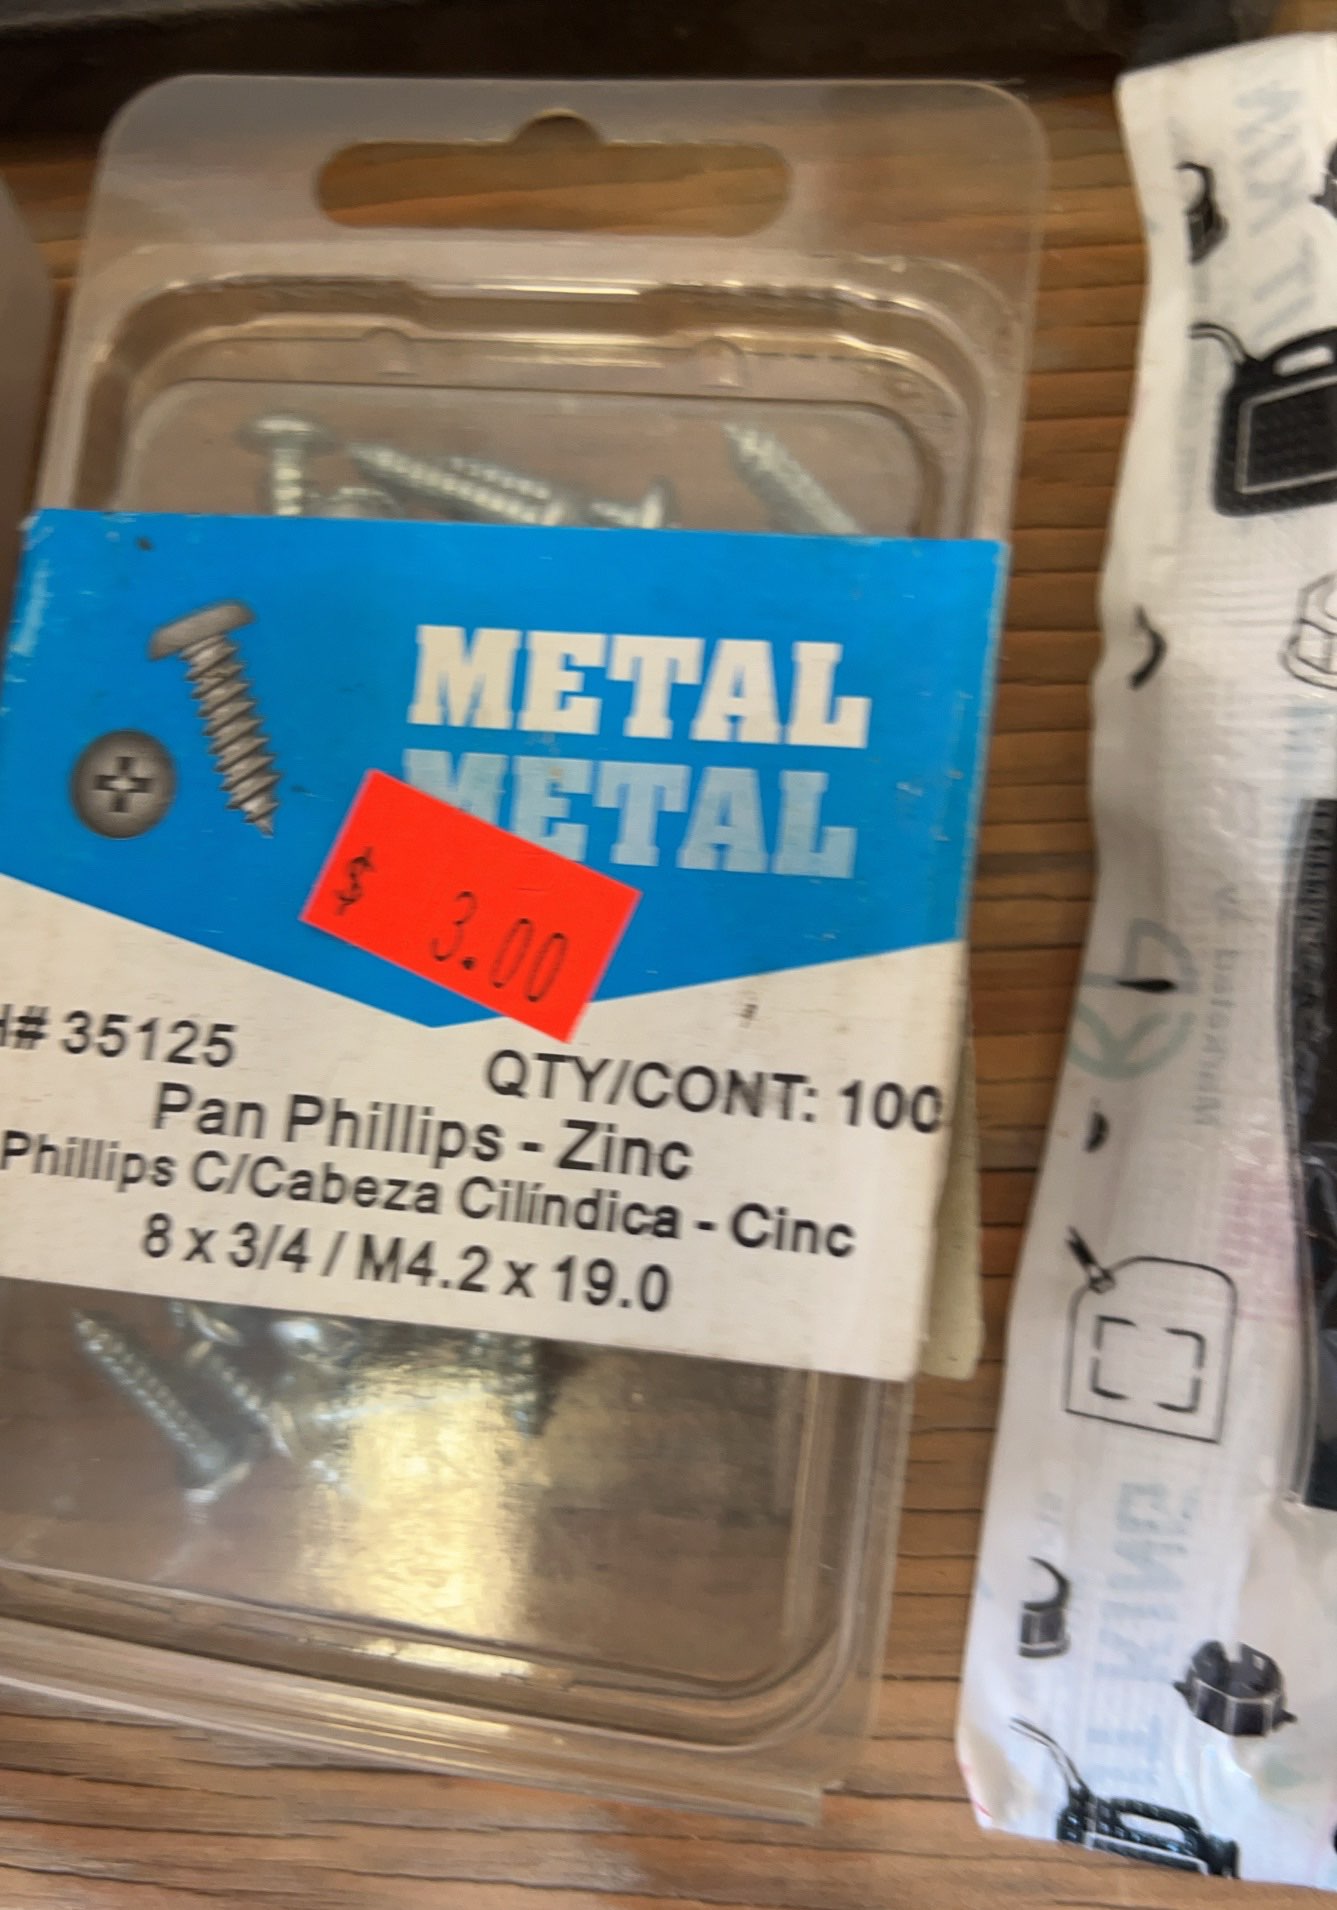 METAL
METAL
$ 3.00
# 35125
QTY/CONT: 100
Pan Phillips - Zinc
Phillips C/Cabeza Cilíndica - Cinc
8 x 3/4 / M4.2 x 19.0